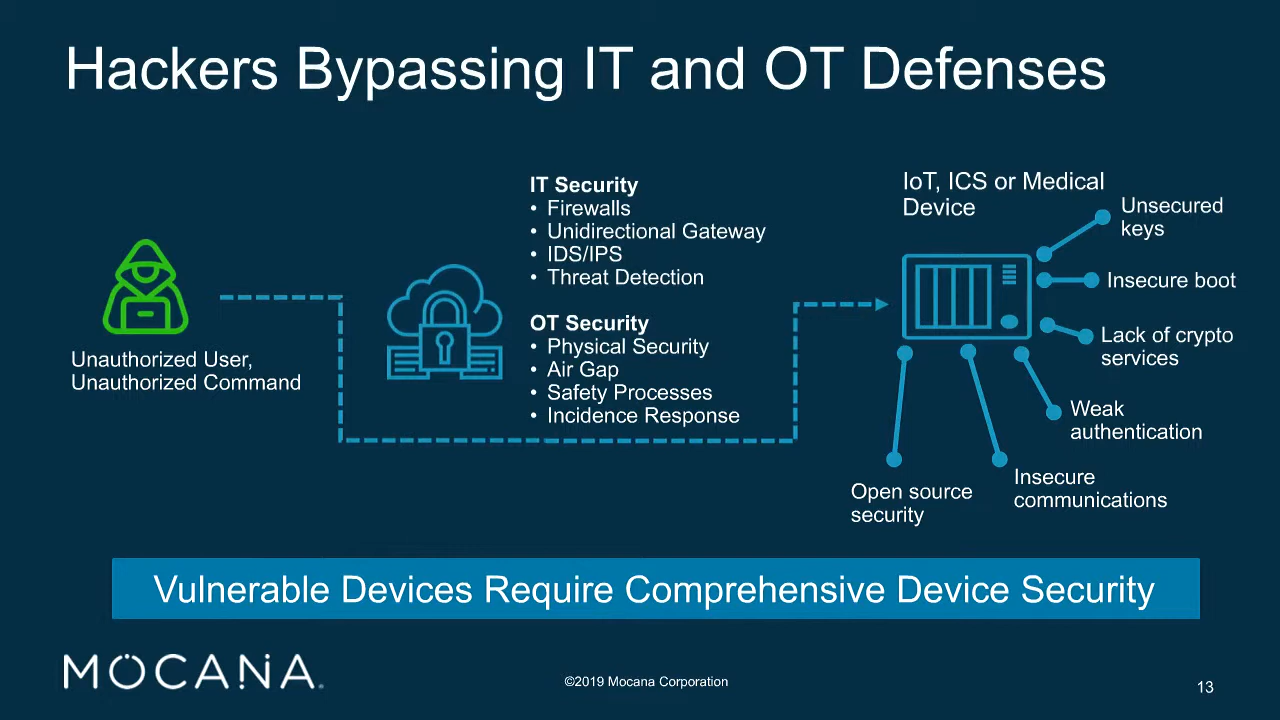 Hackers Bypassing IT and OT Defenses
Unauthorized User,
Unauthorized Command
IT Security
• Firewalls
• Unidirectional Gateway
• IDS/IPS
• Threat Detection
OT Security
• Physical Security
• Air Gap
• Safety Processes
• Incidence Response
IoT, ICS or Medical
Device
Unsecured
keys
Insecure boot
Lack of crypto
services
Weak
authentication
Insecure
communications
Open source
security
Vulnerable Devices Require Comprehensive Device Security
MOCANA.
©2019 Mocana Corporation
13